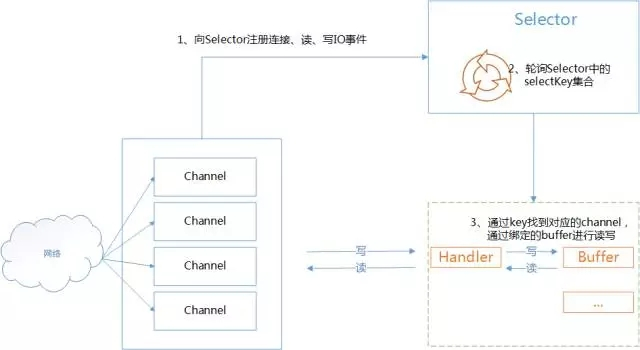 1、向Selector注册连接、读、写IO事件
Selector
2、轮词Selector中的
selectKey集合
Channel
Channel
Channel
Channel
网络
3、通过key找到对应的channel，
通过绑定的buffer进行读写
写
读
Handler
写
读
Buffer
...